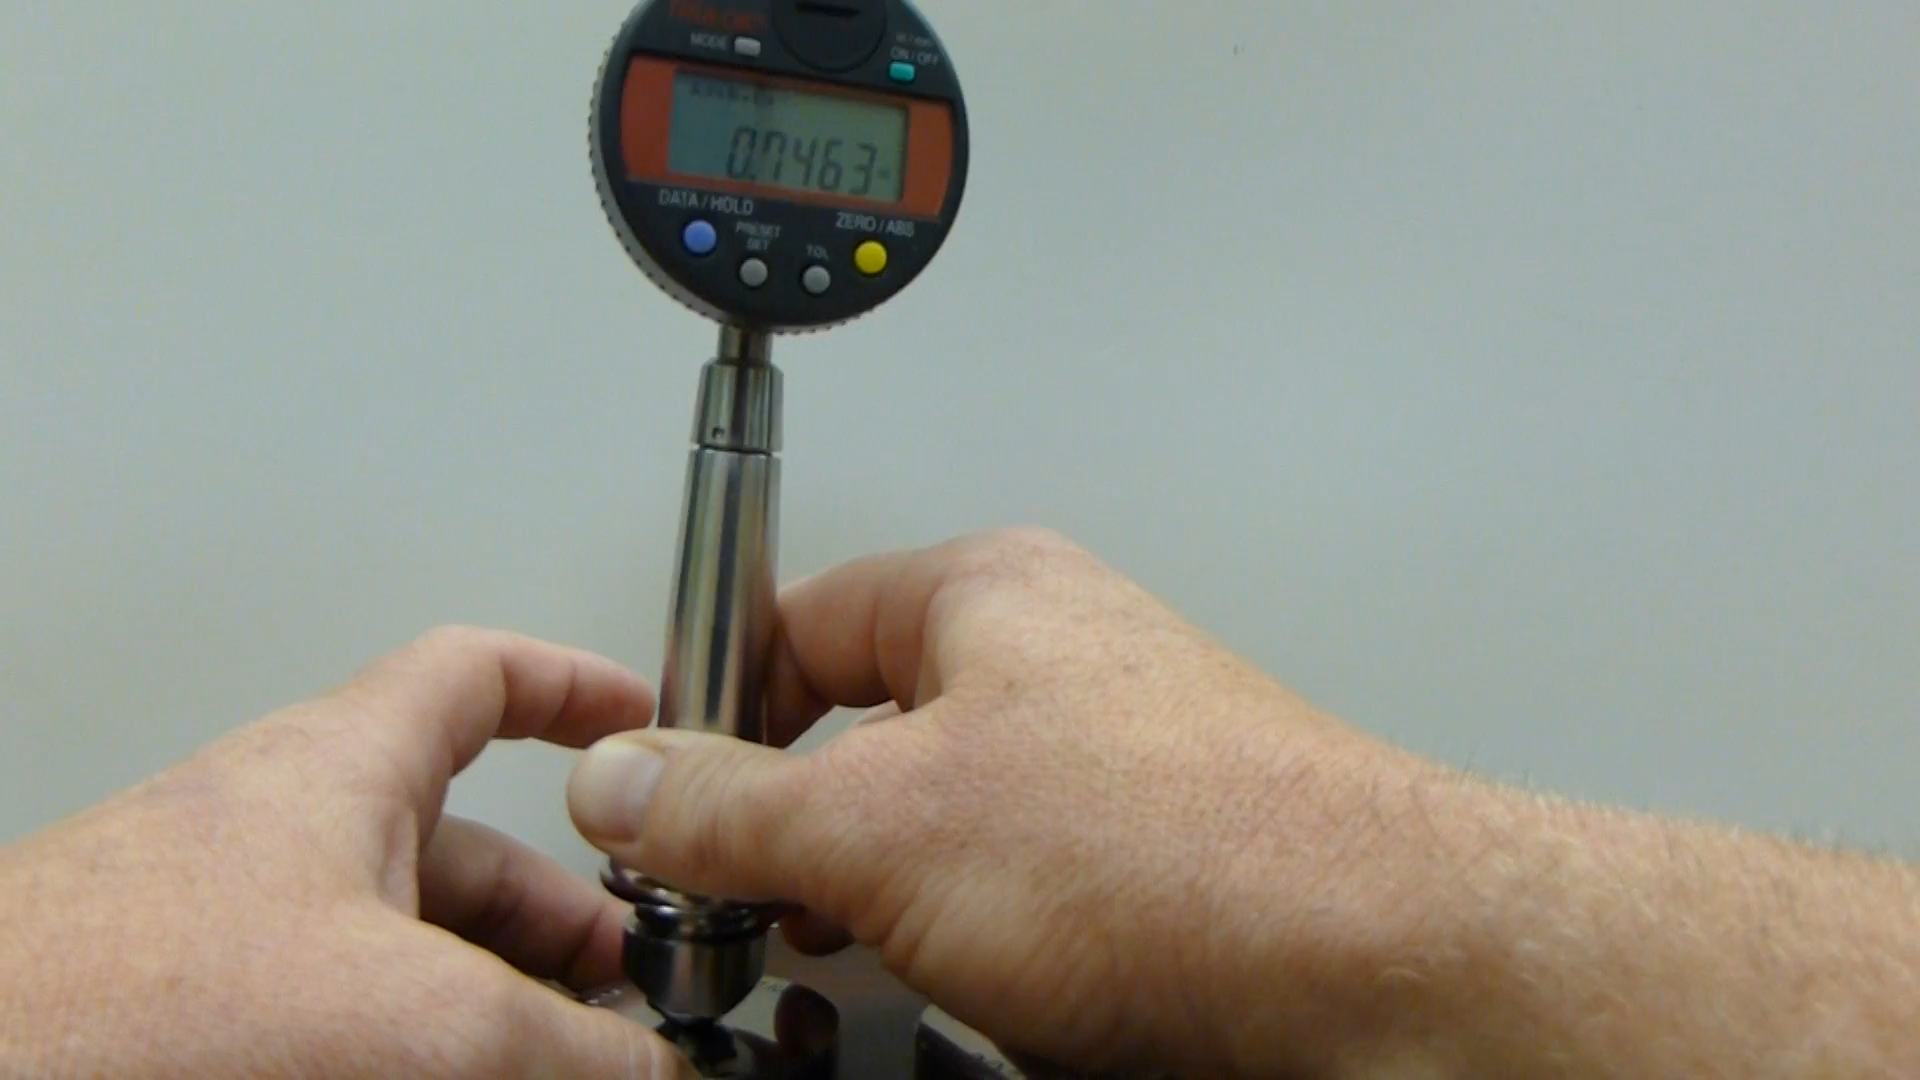 MODE
ON / OFF
0.7463
DATA / HOLD
ZERO / ABS
PRESET
SET
TOL